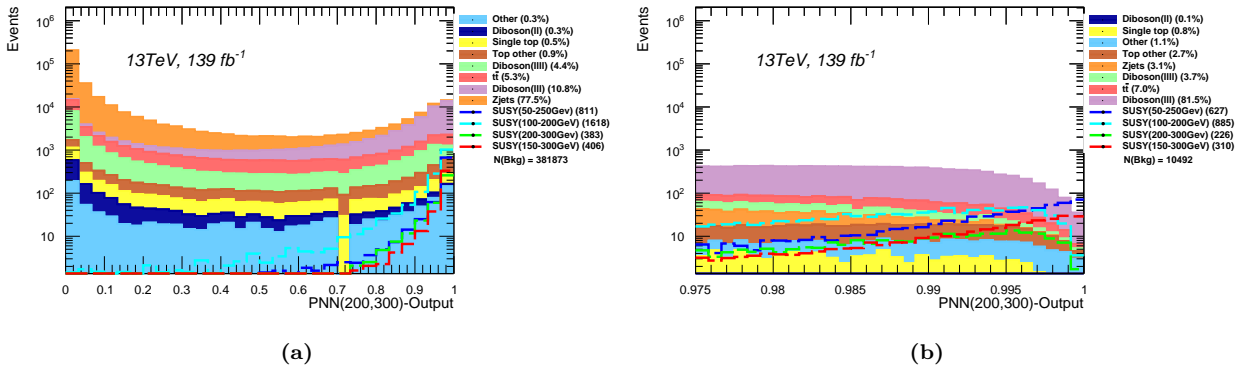 Events
10⁶
10⁵
10⁴
10³
10²
10
13TeV, 139 fb⁻¹
Other (0.3%)
Diboson(II) (0.3%)
Single top (0.5%)
Top other (0.9%)
Diboson(IIII) (4.4%)
tt̄ (5.3%)
Diboson(III) (10.8%)
Zjets (77.5%)
SUSY(50-250Gev) (811)
SUSY(100-200Gev) (1618)
SUSY(200-300Gev) (383)
SUSY(150-300Gev) (406)
N(Bkg) = 381873
0 0.1 0.2 0.3 0.4 0.5 0.6 0.7 0.8 0.9 1
PNN(200,300)-Output
(a)
Events
10⁶
10⁵
10⁴
10³
10²
10
13TeV, 139 fb⁻¹
Diboson(II) (0.1%)
Single top (0.8%)
Other (1.1%)
Top other (2.7%)
Zjets (3.1%)
Diboson(IIII) (3.7%)
tt̄ (7.0%)
Diboson(III) (81.5%)
SUSY(50-250Gev) (627)
SUSY(100-200Gev) (885)
SUSY(200-300Gev) (226)
SUSY(150-300Gev) (310)
N(Bkg) = 10492
0.975 0.98 0.985 0.99 0.995 1
PNN(200,300)-Output
(b)